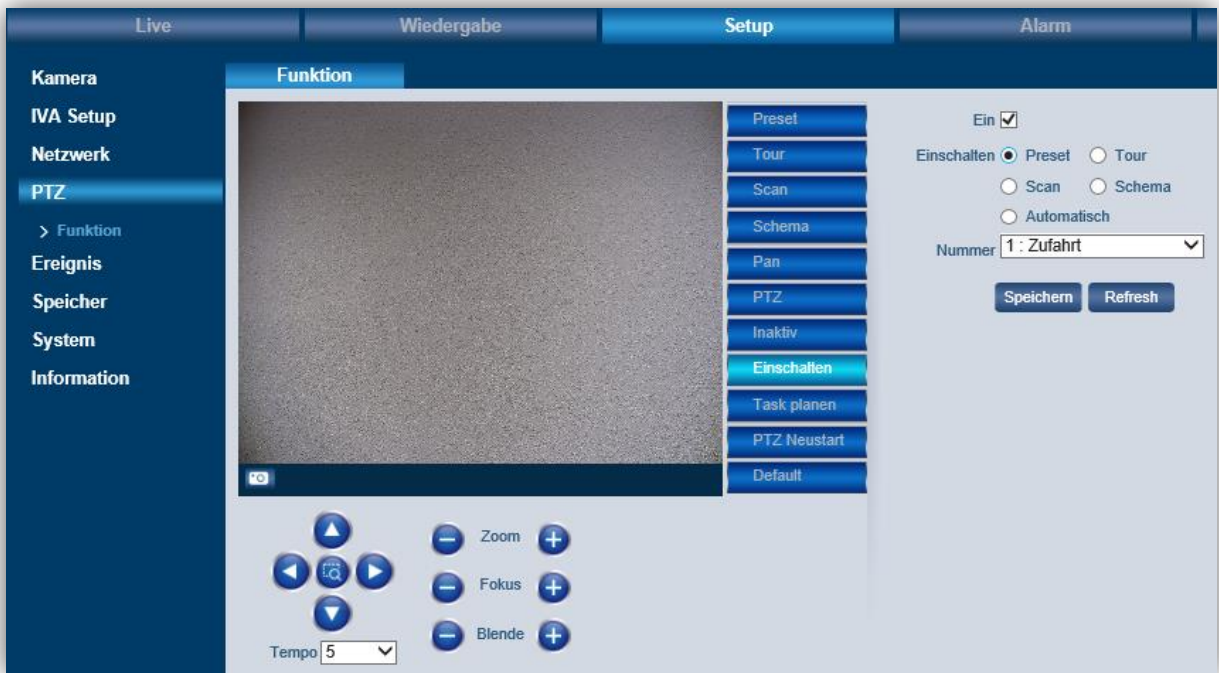 Live Wiedergabe Setup Alarm
Kamera
IVA Setup
Netzwerk
PTZ
> Funktion
Ereignis
Speicher
System
Information
Funktion
Preset
Tour
Scan
Schema
Pan
PTZ
Inaktiv
Einschalten
Task planen
PTZ Neustart
Default
Ein
Einschalten Preset Tour
Scan Schema
Automatisch
Nummer 1 : Zufahrt
Speichern Refresh
Zoom
Fokus
Blende
Tempo 5